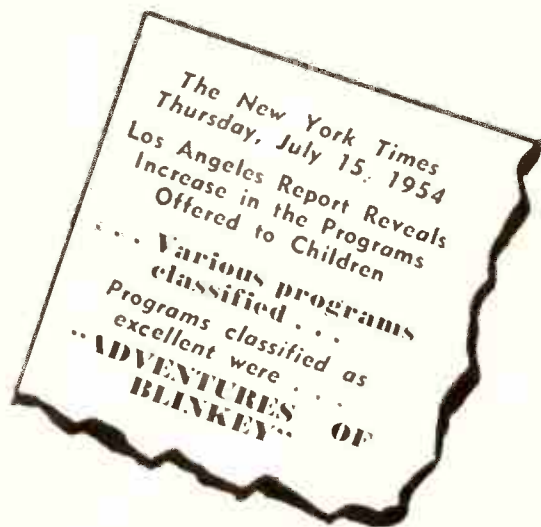 The New York Times
Thursday, July 15, 1954
Los Angeles Report Reveals
Increase in the Programs
Offered to Children
. . . Various programs
classified . . .
Programs classified as
excellent were . . . .
"ADVENTURES OF
BLINKEY"